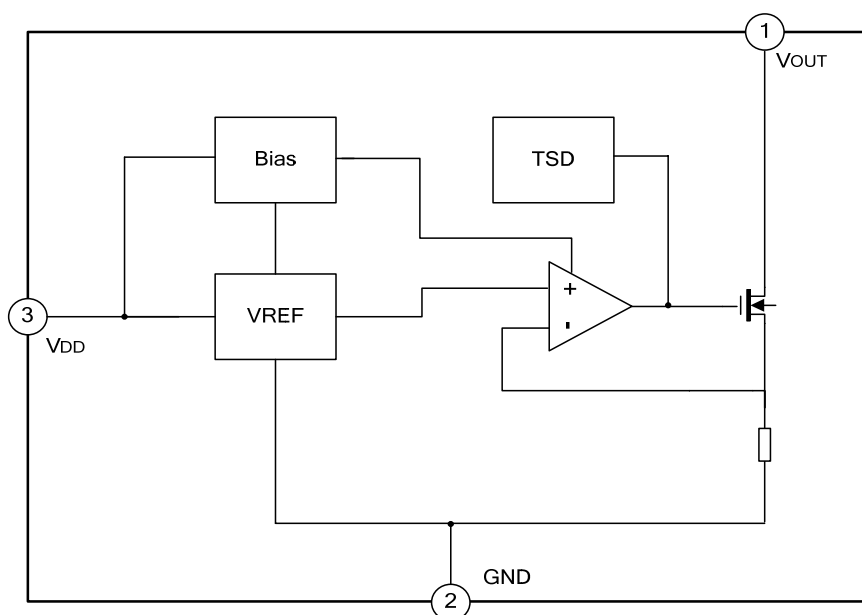 1
VOUT
Bias
TSD
+
3
VREF
-
VDD
GND
2